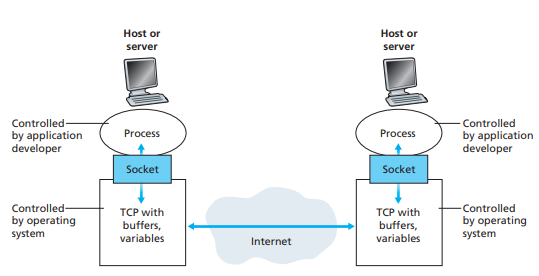 Host or
server
Host or
server
Controlled
by application
developer
Process
Process
Controlled
by application
developer
Socket
Socket
Controlled
by operating
system
TCP with
buffers,
variables
Internet
TCP with
buffers,
variables
Controlled
by operating
system